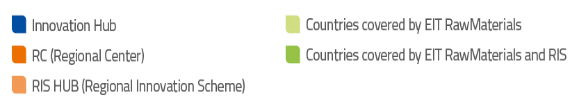 Innovation Hub
RC (Regional Center)
RIS HUB (Regional Innovation Scheme)
Countries covered by EIT RawMaterials
Countries covered by EIT RawMaterials and RIS